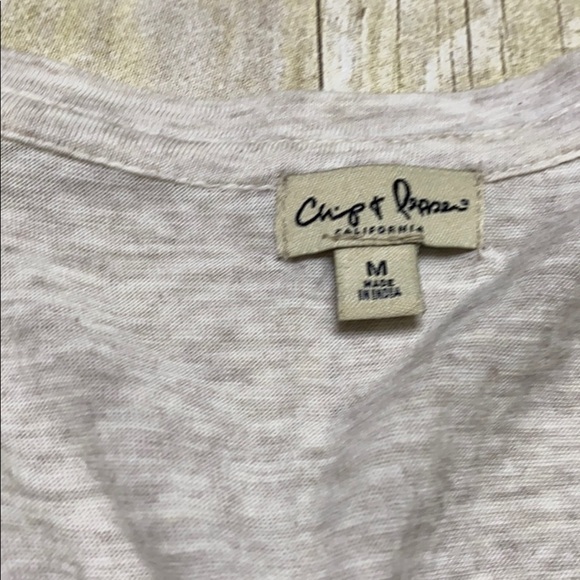 Chip & Pepper
CALIFORNIA
M
MADE
IN INDIA